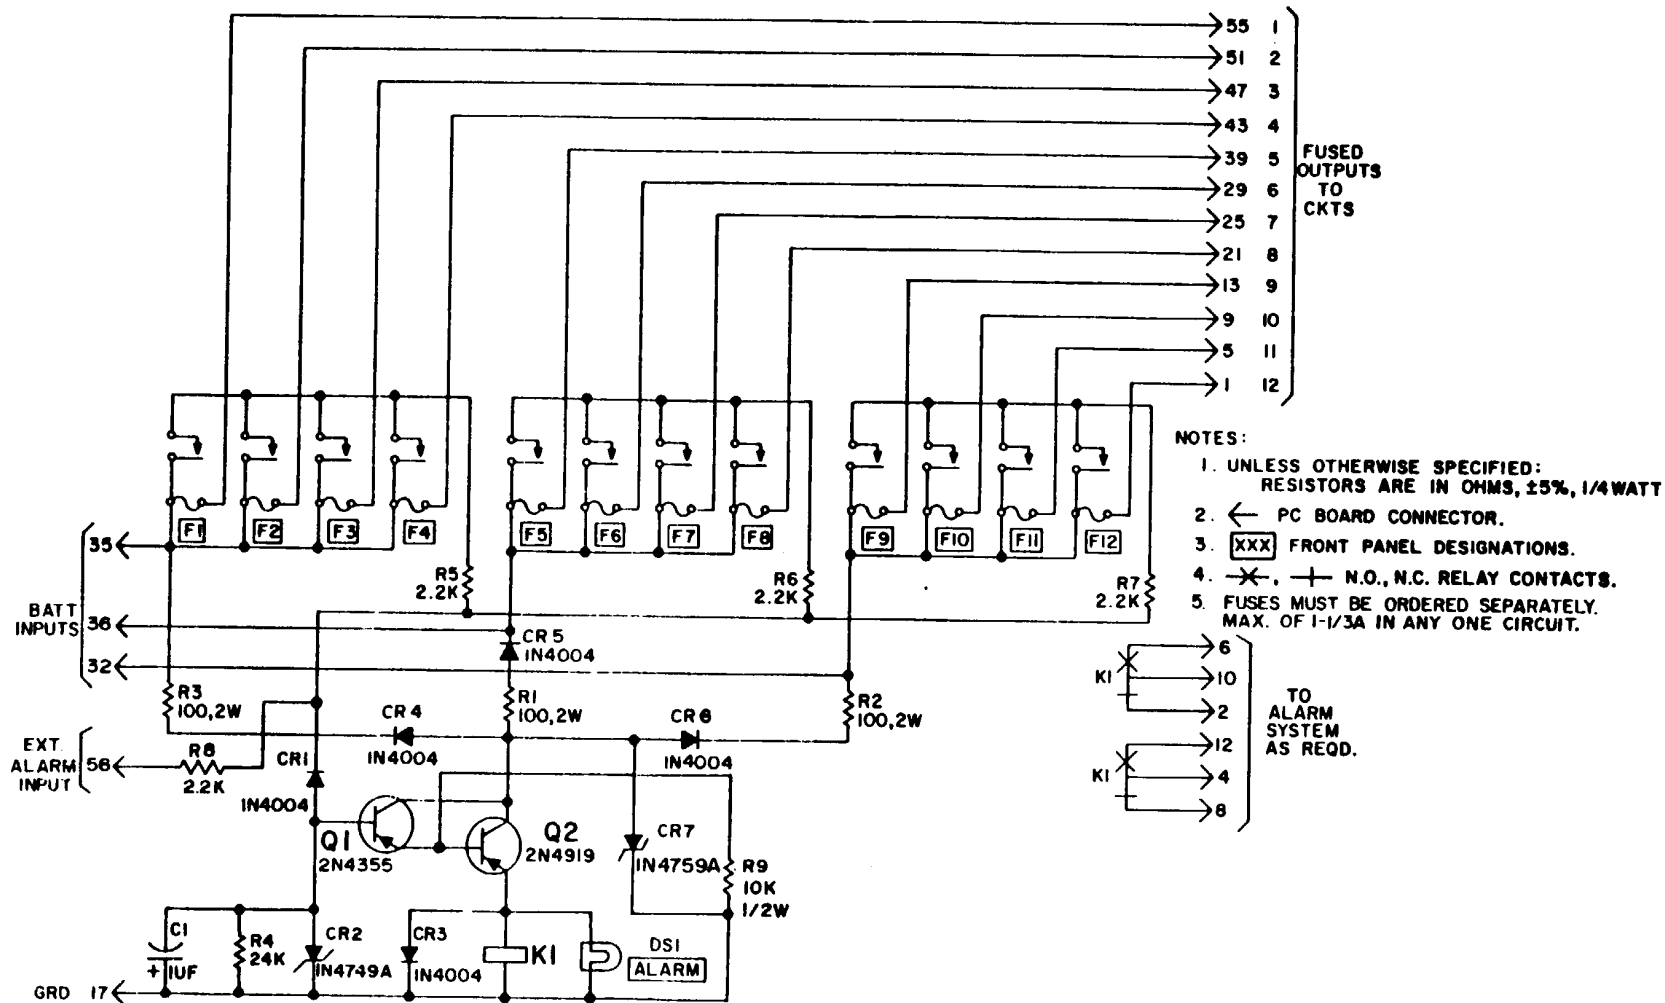 55 1
51 2
47 3
43 4
39 5
29 6
25 7
21 8
13 9
9 10
5 11
1 12
FUSED
OUTPUTS
TO
CKTS
F1
F2
F3
F4
F5
F6
F7
F8
F9
F10
F11
F12
NOTES:
1. UNLESS OTHERWISE SPECIFIED:
RESISTORS ARE IN OHMS, ±5%, 1/4WATT
2. PC BOARD CONNECTOR.
3. XXX FRONT PANEL DESIGNATIONS.
4. , N.O., N.C. RELAY CONTACTS.
5. FUSES MUST BE ORDERED SEPARATELY.
MAX. OF 1-1/3A IN ANY ONE CIRCUIT.
35
BATT
INPUTS
36
32
R5
2.2K
R6
2.2K
R7
2.2K
CR5
1N4004
R3
100,2W
R1
100,2W
R2
100,2W
CR4
1N4004
CR6
1N4004
EXT.
ALARM
INPUT
56
R8
2.2K
CR1
1N4004
Q1
2N4355
Q2
2N4919
CR7
1N4759A
R9
10K
1/2W
C1
+ 1UF
R4
24K
CR2
1N4749A
CR3
1N4004
K1
DS1
ALARM
GRD 17
K1
6
10
2
K1
12
4
8
TO
ALARM
SYSTEM
AS REQD.